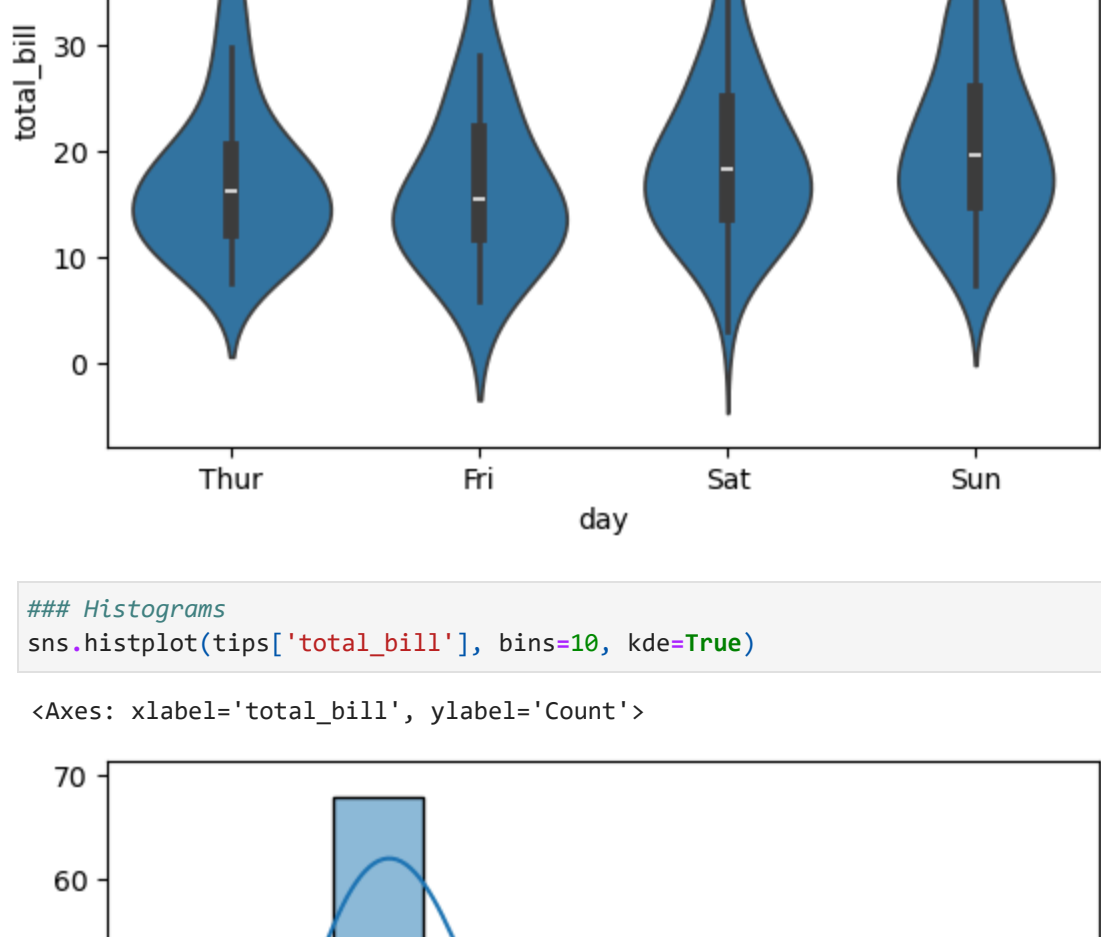 30
total_bill
20
10
0
Thur Fri Sat Sun
day
### Histograms
sns.histplot(tips['total_bill'], bins=10, kde=True)
<Axes: xlabel='total_bill', ylabel='Count'>
70
60